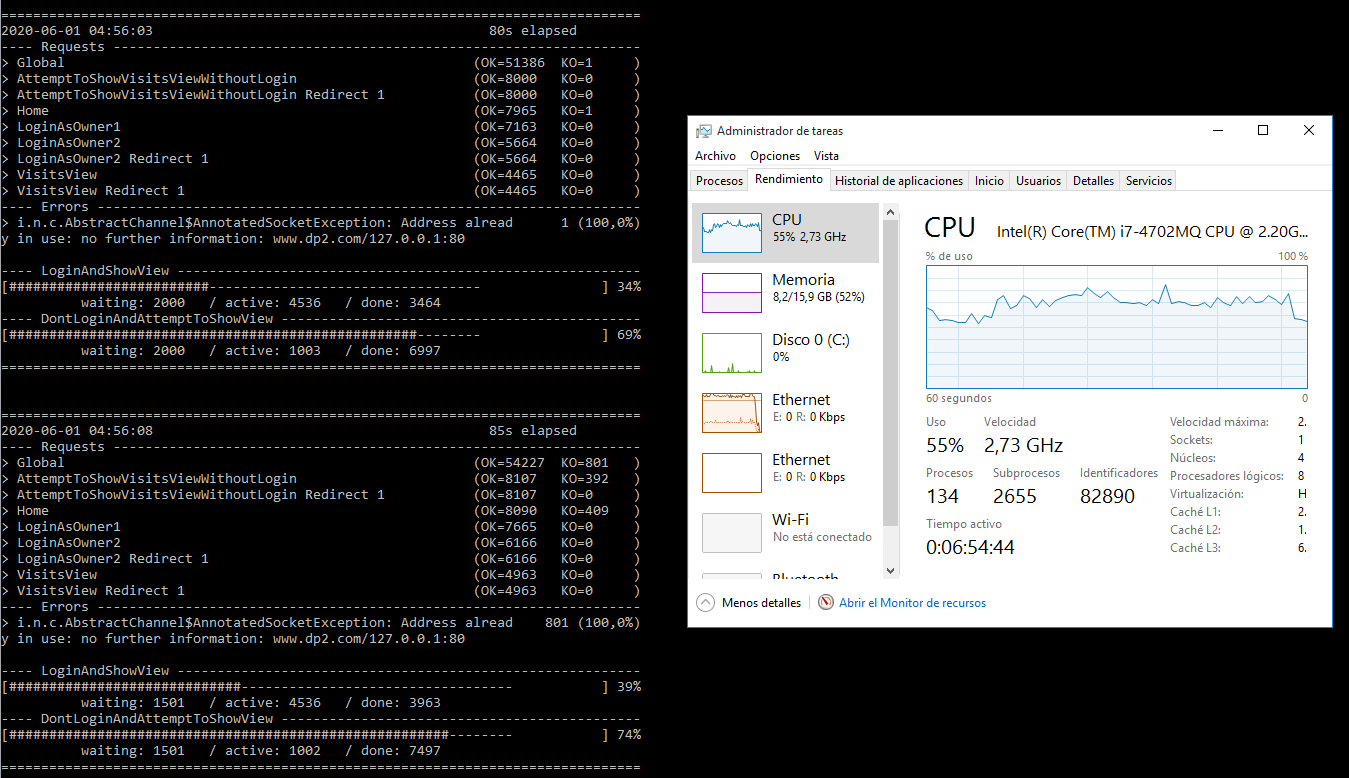 ================================================================================
2020-06-01 04:56:03                                          80s elapsed
---- Requests ------------------------------------------------------------------
> Global                                                   (OK=51386  KO=1     )
> AttemptToShowVisitsViewWithoutLogin                      (OK=8000   KO=0     )
> AttemptToShowVisitsViewWithoutLogin Redirect 1           (OK=8000   KO=0     )
> Home                                                     (OK=7965   KO=1     )
> LoginAsOwner1                                            (OK=7163   KO=0     )
> LoginAsOwner2                                            (OK=5664   KO=0     )
> LoginAsOwner2 Redirect 1                                 (OK=5664   KO=0     )
> VisitsView                                               (OK=4465   KO=0     )
> VisitsView Redirect 1                                    (OK=4465   KO=0     )
---- Errors --------------------------------------------------------------------
> i.n.c.AbstractChannel$AnnotatedSocketException: Address alread      1 (100,0%)
y in use: no further information: www.dp2.com/127.0.0.1:80
---- LoginAndShowView ----------------------------------------------------------
[#########################----------------------------------               ] 34%
          waiting: 2000   / active: 4536   / done: 3464
---- DontLoginAndAttemptToShowView ---------------------------------------------
[###################################################--------               ] 69%
          waiting: 2000   / active: 1003   / done: 6997
================================================================================
================================================================================
2020-06-01 04:56:08                                          85s elapsed
---- Requests ------------------------------------------------------------------
> Global                                                   (OK=54227  KO=801   )
> AttemptToShowVisitsViewWithoutLogin                      (OK=8107   KO=392   )
> AttemptToShowVisitsViewWithoutLogin Redirect 1           (OK=8107   KO=0     )
> Home                                                     (OK=8090   KO=409   )
> LoginAsOwner1                                            (OK=7665   KO=0     )
> LoginAsOwner2                                            (OK=6166   KO=0     )
> LoginAsOwner2 Redirect 1                                 (OK=6166   KO=0     )
> VisitsView                                               (OK=4963   KO=0     )
> VisitsView Redirect 1                                    (OK=4963   KO=0     )
---- Errors --------------------------------------------------------------------
> i.n.c.AbstractChannel$AnnotatedSocketException: Address alread    801 (100,0%)
y in use: no further information: www.dp2.com/127.0.0.1:80
---- LoginAndShowView ----------------------------------------------------------
[#############################----------------------------------           ] 39%
          waiting: 1501   / active: 4536   / done: 3963
---- DontLoginAndAttemptToShowView ---------------------------------------------
[#######################################################--------           ] 74%
          waiting: 1501   / active: 1002   / done: 7497
================================================================================
Administrador de tareas
Archivo Opciones Vista
Procesos Rendimiento Historial de aplicaciones Inicio Usuarios Detalles Servicios
CPU
55% 2,73 GHz
Memoria
8,2/15,9 GB (52%)
Disco 0 (C:)
0%
Ethernet
E: 0 R: 0 Kbps
Ethernet
E: 0 R: 0 Kbps
Wi-Fi
No está conectado
Bluetooth
CPU Intel(R) Core(TM) i7-4702MQ CPU @ 2.20G...
% de uso 100 %
60 segundos 0
Uso Velocidad
55% 2,73 GHz
Procesos Subprocesos Identificadores
134 2655 82890
Tiempo activo
0:06:54:44
Velocidad máxima: 2.
Sockets: 1
Núcleos: 4
Procesadores lógicos: 8
Virtualización: H
Caché L1: 2.
Caché L2: 1.
Caché L3: 6.
Menos detalles Abrir el Monitor de recursos